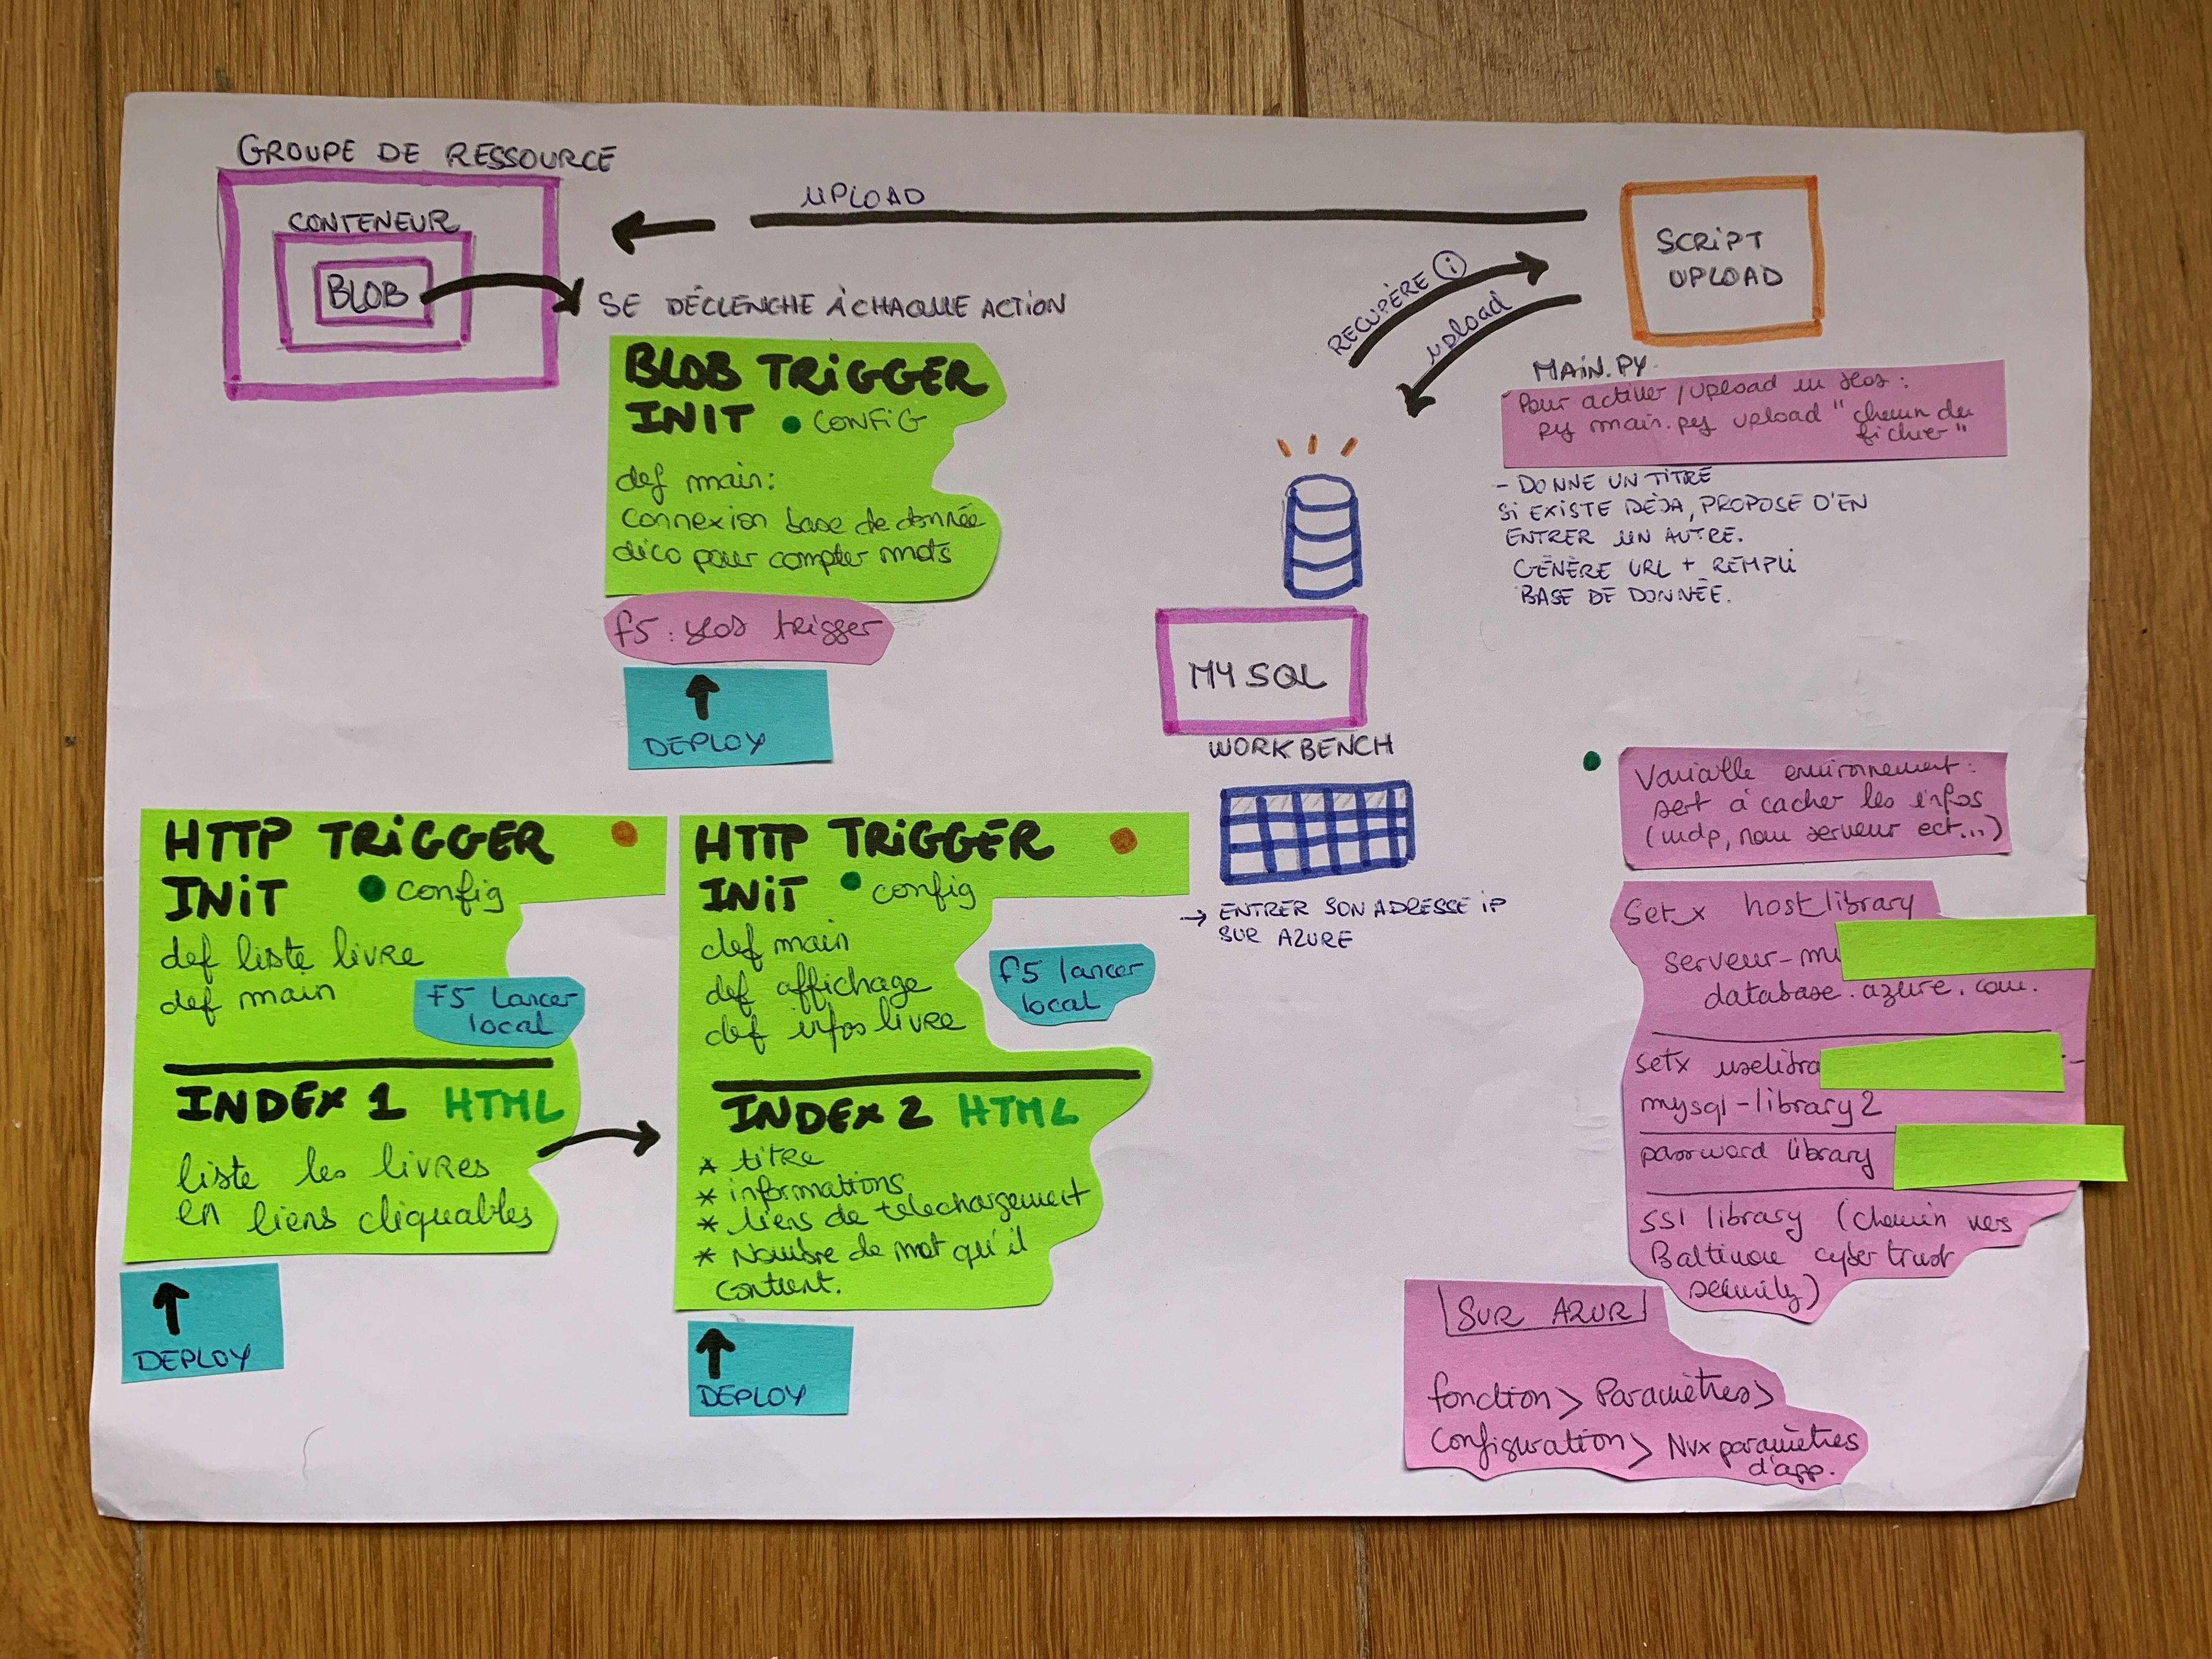 GROUPE DE RESSOURCE
CONTENEUR
BLOB
UPLOAD
SE DÉCLENCHE À CHAQUE ACTION
BLOB TRIGGER
INIT CONFIG
def main:
connexion base de donnée
dico pour compter mots
f5: trigger
DEPLOY
RECUPÈRE i
upload
SCRIPT
UPLOAD
MAIN.PY
Pour activer / upload un :
py main.py upload "chemin du
fichier"
- DONNE UN TITRE
SI EXISTE DÉJA, PROPOSE D'EN
ENTRER UN AUTRE.
GÉNÈRE URL + REMPLI
BASE DE DONNÉE.
MYSQL
WORKBENCH
→ ENTRER SON ADRESSE IP
SUR AZURE
HTTP TRIGGER
INIT config
def liste livre
def main
F5 Lancer
local
INDEX 1 HTML
liste les livres
en liens cliquables
DEPLOY
HTTP TRIGGER
INIT config
def main
def affichage
def infos livre
f5 lancer
local
INDEX 2 HTML
* titre
* informations
* liens de telechargement
* Nombre de mot qu'il
contient.
DEPLOY
Variable environnement:
sert à cacher les infos
(mdp, nom serveur ect...)
Setx host library
serveur-m
database.azure.com.
setx
mysql-library2
password library
SSl library (chemin vers
Baltimore cyber trust
security)
SUR AZUR
fonction > Paramètres >
Configuration > Nvx paramètres
d'app.